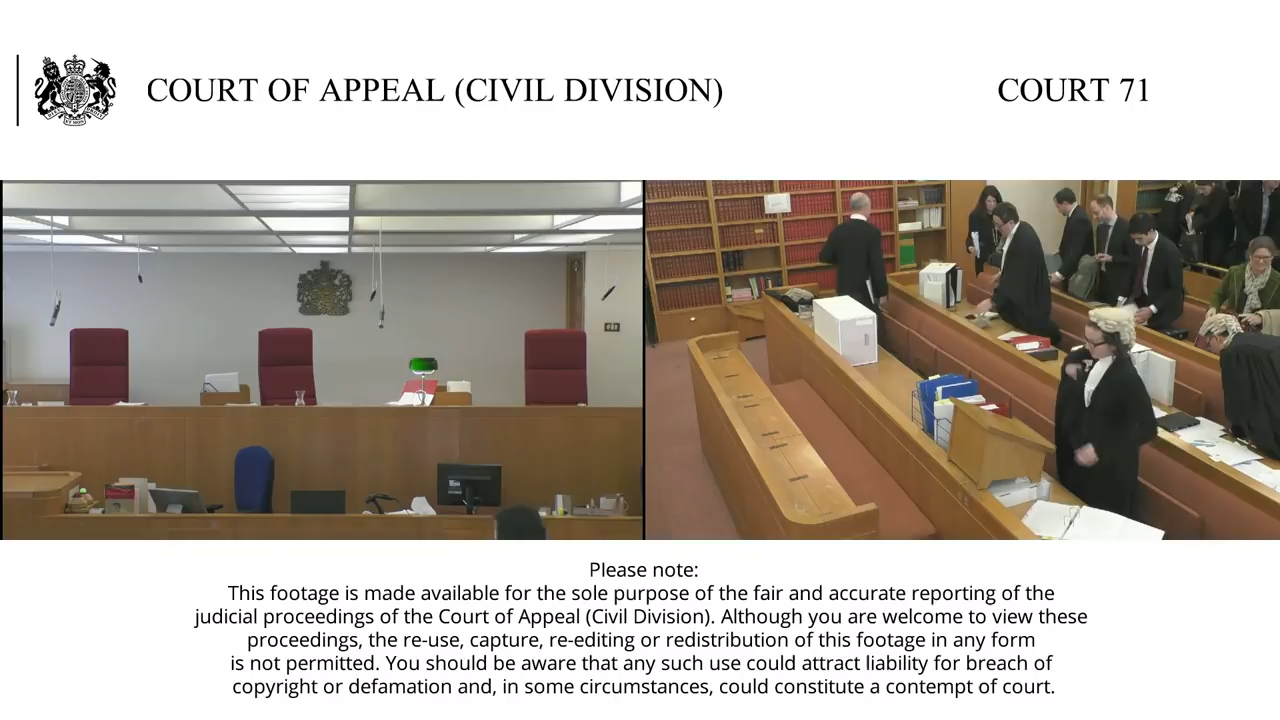 COURT OF APPEAL (CIVIL DIVISION)
COURT 71
Please note:
This footage is made available for the sole purpose of the fair and accurate reporting of the
judicial proceedings of the Court of Appeal (Civil Division). Although you are welcome to view these
proceedings, the re-use, capture, re-editing or redistribution of this footage in any form
is not permitted. You should be aware that any such use could attract liability for breach of
copyright or defamation and, in some circumstances, could constitute a contempt of court.